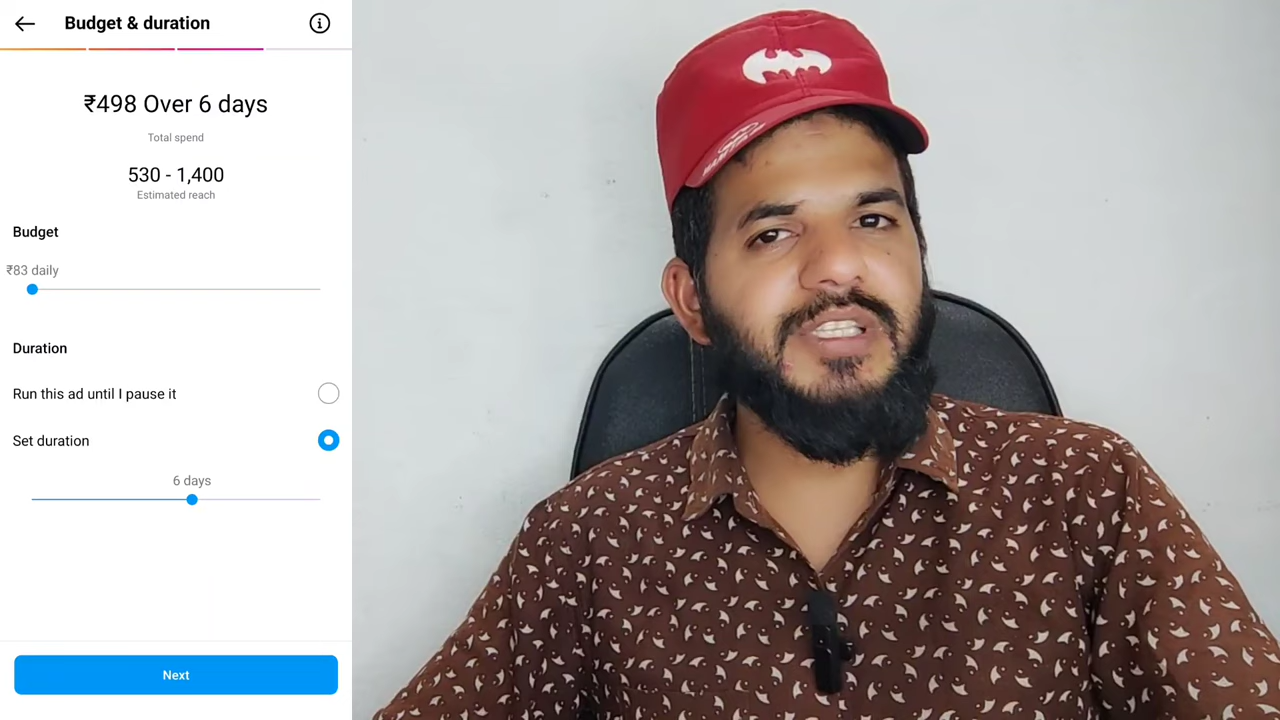 Budget & duration
₹498 Over 6 days
Total spend
530 - 1,400
Estimated reach
Budget
₹83 daily
Duration
Run this ad until I pause it
Set duration
6 days
Next